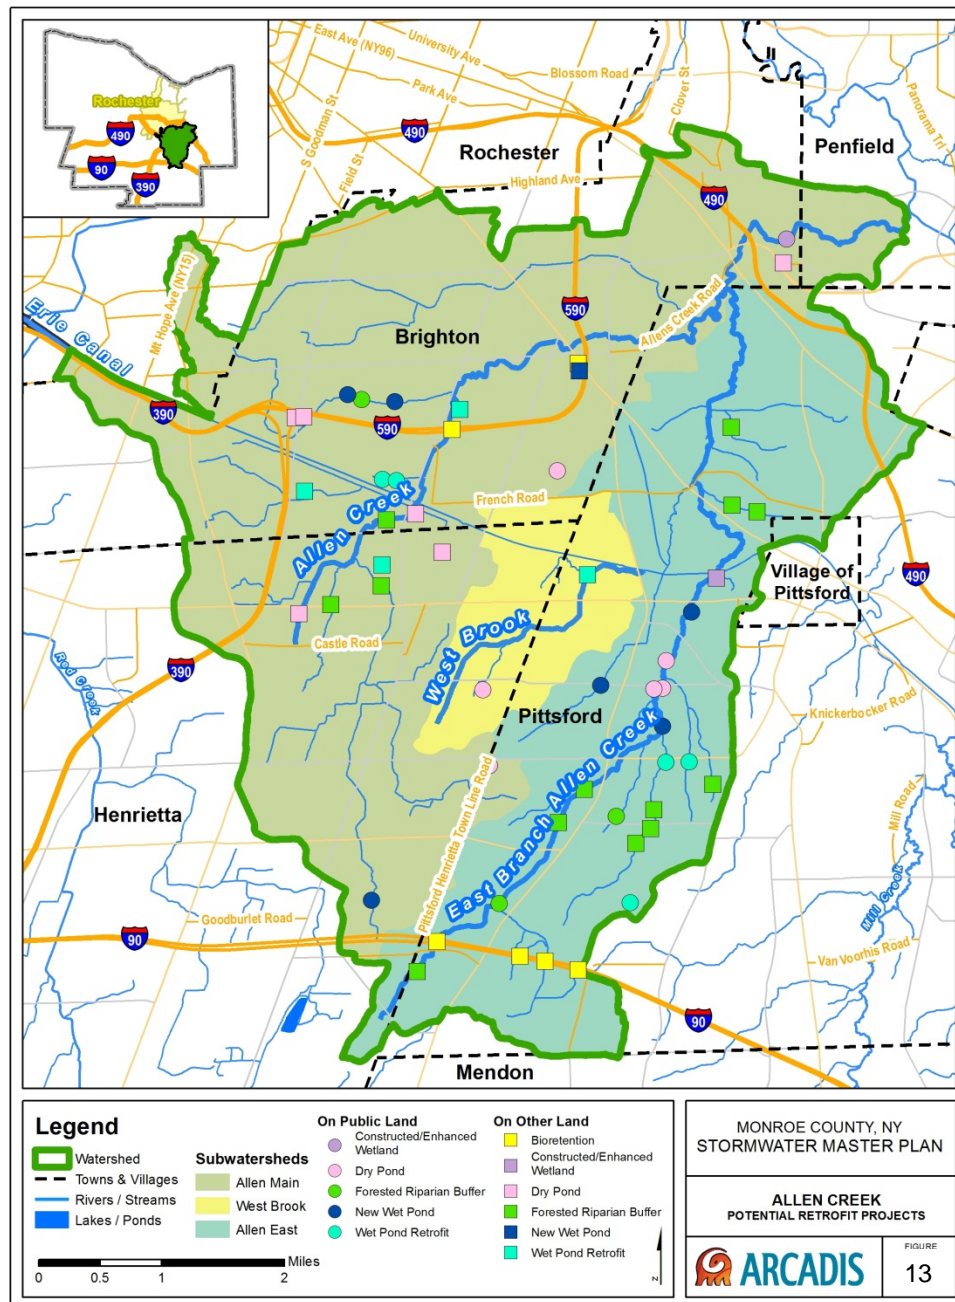 Rochester
490
90
390
East Ave (NY96)
University Ave
Park Ave
Blossom Road
Clover St
Panorama Trl
S Goodman St
Field St
490
Rochester
Penfield
Highland Ave
490
Mt Hope Ave (NY15)
Erie Canal
590
Allens Creek Road
Brighton
390
590
French Road
Allen Creek
Village of
Pittsford
490
Castle Road
West Brook
Red Creek
390
Pittsford
Knickerbocker Road
East Branch Allen Creek
Pittsford Henrietta Town Line Road
Henrietta
Mill Road
Mill Creek
Goodburlet Road
90
Van Voorhis Road
90
Mendon
Legend
Watershed
Towns & Villages
Rivers / Streams
Lakes / Ponds
Subwatersheds
Allen Main
West Brook
Allen East
On Public Land
Constructed/Enhanced
Wetland
Dry Pond
Forested Riparian Buffer
New Wet Pond
Wet Pond Retrofit
On Other Land
Bioretention
Constructed/Enhanced
Wetland
Dry Pond
Forested Riparian Buffer
New Wet Pond
Wet Pond Retrofit
Miles
0 0.5 1 2
z
MONROE COUNTY, NY
STORMWATER MASTER PLAN
ALLEN CREEK
POTENTIAL RETROFIT PROJECTS
ARCADIS
FIGURE
13